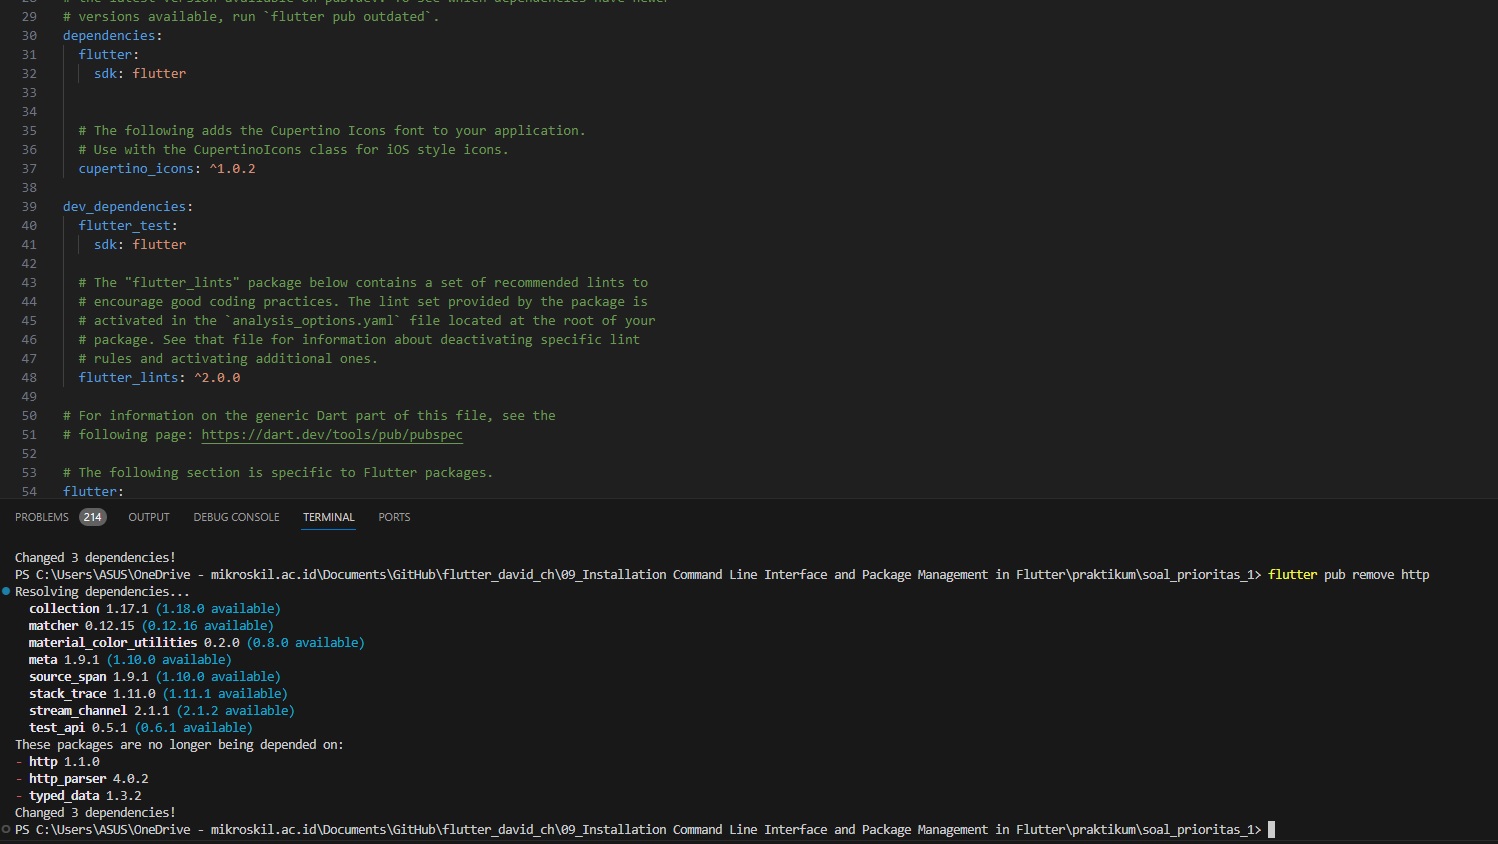 28 # the latest version available on pub.dev. To see which dependencies have newer
29 # versions available, run `flutter pub outdated`.
30 dependencies:
31 flutter:
32 sdk: flutter
33
34
35 # The following adds the Cupertino Icons font to your application.
36 # Use with the CupertinoIcons class for iOS style icons.
37 cupertino_icons: ^1.0.2
38
39 dev_dependencies:
40 flutter_test:
41 sdk: flutter
42
43 # The "flutter_lints" package below contains a set of recommended lints to
44 # encourage good coding practices. The lint set provided by the package is
45 # activated in the `analysis_options.yaml` file located at the root of your
46 # package. See that file for information about deactivating specific lint
47 # rules and activating additional ones.
48 flutter_lints: ^2.0.0
49
50 # For information on the generic Dart part of this file, see the
51 # following page: https://dart.dev/tools/pub/pubspec
52
53 # The following section is specific to Flutter packages.
54 flutter:
PROBLEMS 214 OUTPUT DEBUG CONSOLE TERMINAL PORTS
Changed 3 dependencies!
PS C:\Users\ASUS\OneDrive - mikroskil.ac.id\Documents\GitHub\flutter_david_ch\09_Installation Command Line Interface and Package Management in Flutter\praktikum\soal_prioritas_1> flutter pub remove http
Resolving dependencies...
collection 1.17.1 (1.18.0 available)
matcher 0.12.15 (0.12.16 available)
material_color_utilities 0.2.0 (0.8.0 available)
meta 1.9.1 (1.10.0 available)
source_span 1.9.1 (1.10.0 available)
stack_trace 1.11.0 (1.11.1 available)
stream_channel 2.1.1 (2.1.2 available)
test_api 0.5.1 (0.6.1 available)
These packages are no longer being depended on:
- http 1.1.0
- http_parser 4.0.2
- typed_data 1.3.2
Changed 3 dependencies!
PS C:\Users\ASUS\OneDrive - mikroskil.ac.id\Documents\GitHub\flutter_david_ch\09_Installation Command Line Interface and Package Management in Flutter\praktikum\soal_prioritas_1>